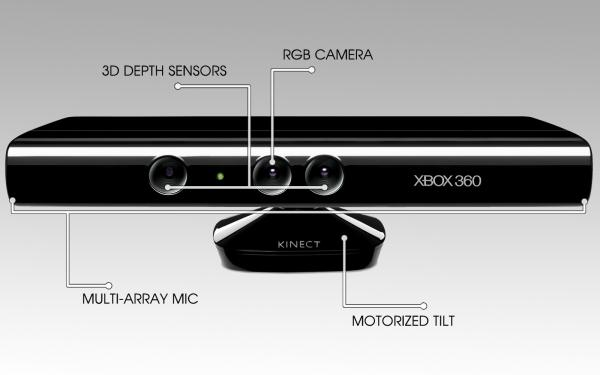 RGB CAMERA
3D DEPTH SENSORS
XBOX 360
KINECT
MULTI-ARRAY MIC
MOTORIZED TILT